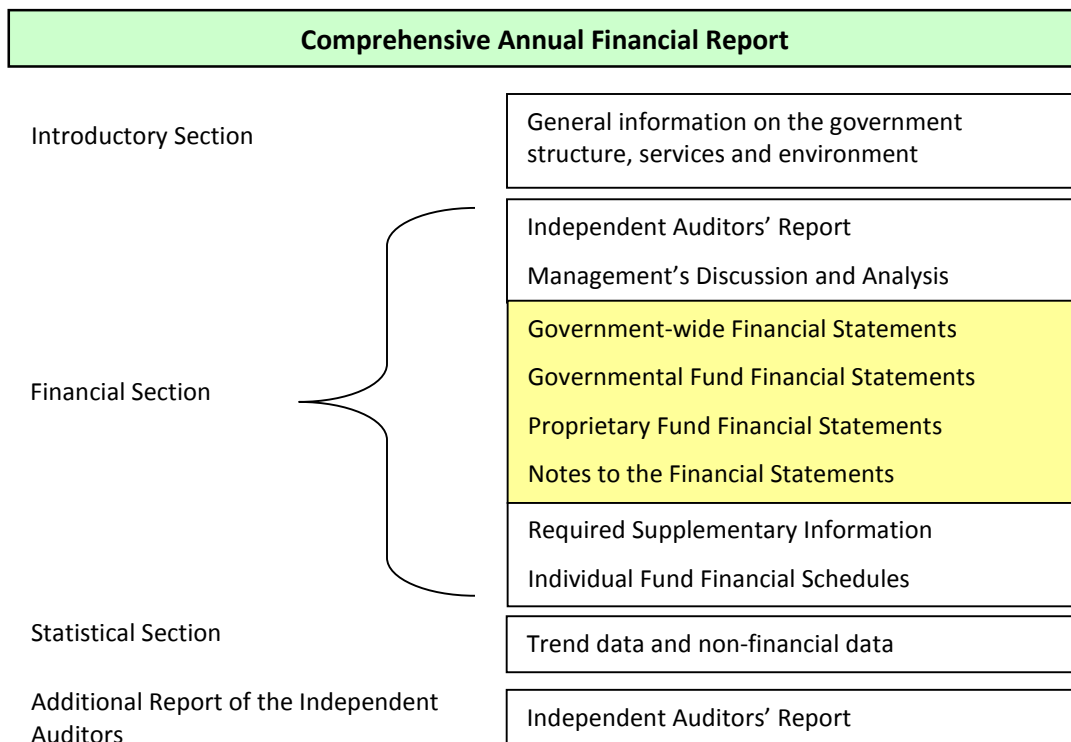 Comprehensive Annual Financial Report
Introductory Section
General information on the government
structure, services and environment
Financial Section
Independent Auditors’ Report
Management’s Discussion and Analysis
Government-wide Financial Statements
Governmental Fund Financial Statements
Proprietary Fund Financial Statements
Notes to the Financial Statements
Required Supplementary Information
Individual Fund Financial Schedules
Statistical Section
Trend data and non-financial data
Additional Report of the Independent
Auditors
Independent Auditors’ Report